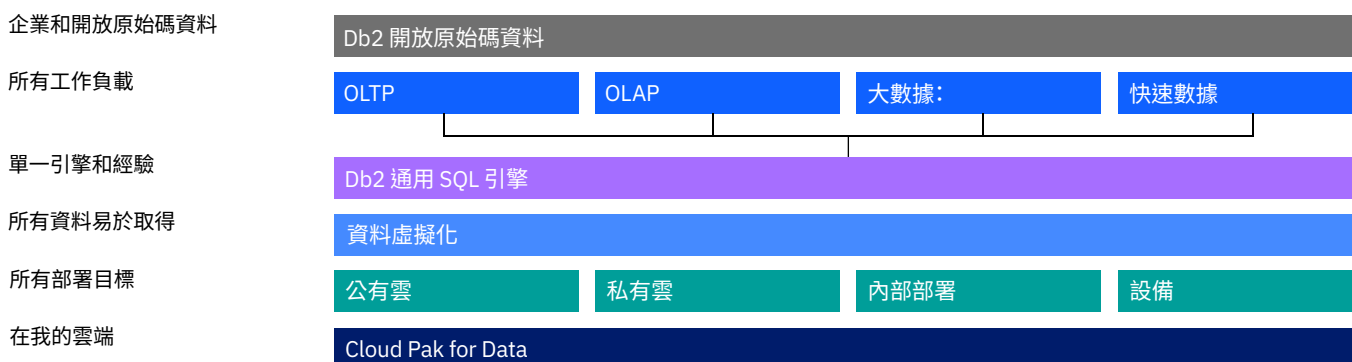 企業和開放原始碼資料
Db2 開放原始碼資料
所有工作負載
OLTP
OLAP
大數據：
快速數據
單一引擎和經驗
Db2 通用 SQL 引擎
所有資料易於取得
資料虛擬化
所有部署目標
公有雲
私有雲
內部部署
設備
在我的雲端
Cloud Pak for Data